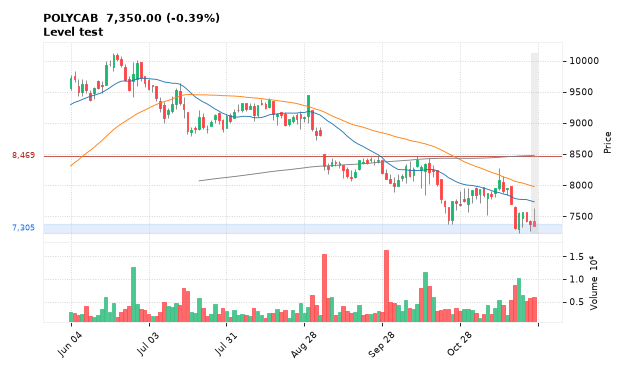 POLYCAB 7,350.00 (-0.39%)
Level test
10000
9500
9000
8500
8000
7500
Price
8,469
7,305
1.5
1.0
0.5
Volume 10⁶
Jun 04
Jul 03
Jul 31
Aug 28
Sep 28
Oct 28